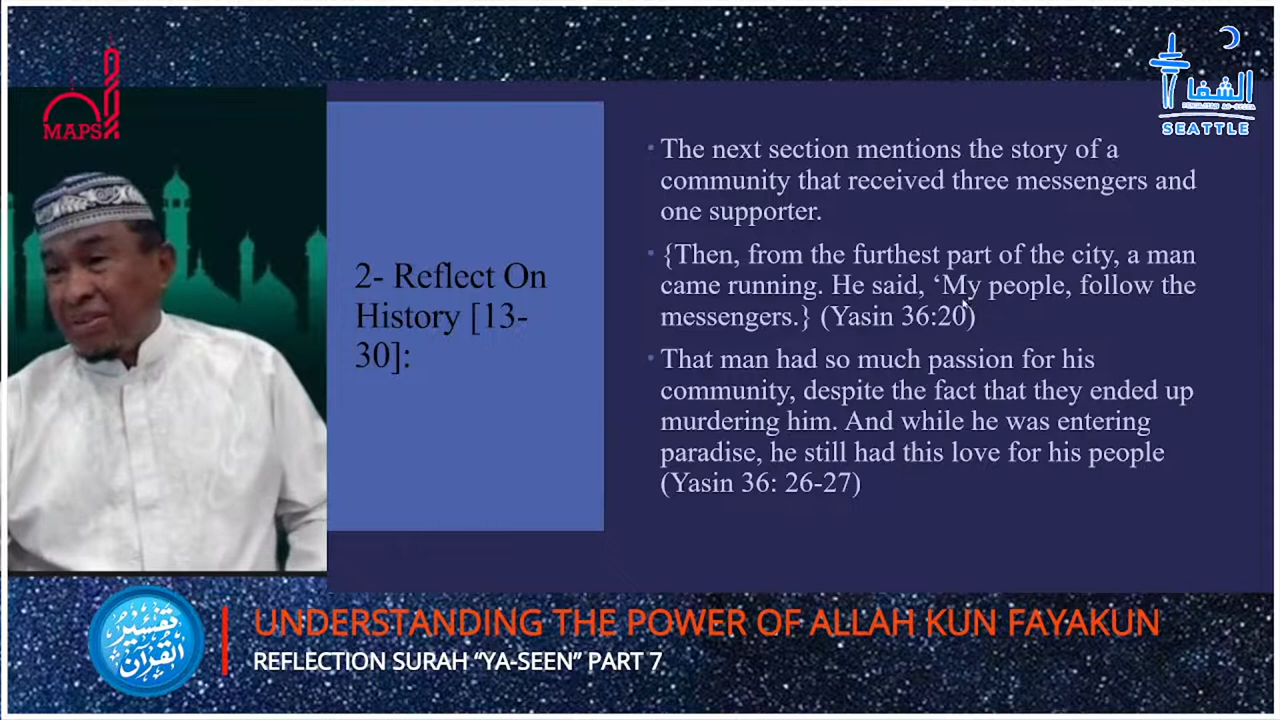 MAPS
الشفاء
PENGAJIAN AS-SYIFA
SEATTLE
2- Reflect On
History [13-
30]:
• The next section mentions the story of a
community that received three messengers and
one supporter.
• {Then, from the furthest part of the city, a man
came running. He said, ‘My people, follow the
messengers.} (Yasin 36:20)
• That man had so much passion for his
community, despite the fact that they ended up
murdering him. And while he was entering
paradise, he still had this love for his people
(Yasin 36: 26-27)
تفسير
القرآن
UNDERSTANDING THE POWER OF ALLAH KUN FAYAKUN
REFLECTION SURAH “YA-SEEN” PART 7